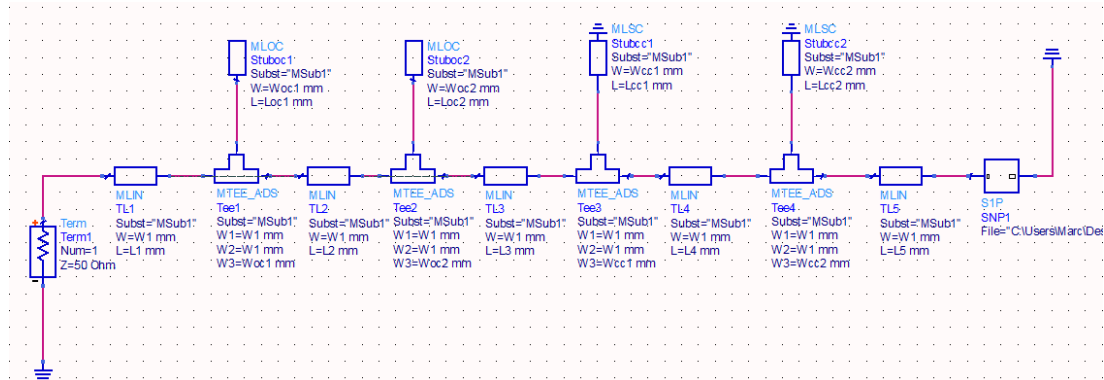 MLOC
Stuboc1
Subst="MSub1"
W=Woc1 mm
L=Loc1 mm
MLOC
Stuboc2
Subst="MSub1"
W=Woc2 mm
L=Loc2 mm
MLSC
Stubcc1
Subst="MSub1"
W=Wcc1 mm
L=Lcc1 mm
MLSC
Stubcc2
Subst="MSub1"
W=Wcc2 mm
L=Lcc2 mm
Term
Term1
Num=1
Z=50 Ohm
MLIN
TL1
Subst="MSub1"
W=W1 mm
L=L1 mm
MTEE_ADS
Tee1
Subst="MSub1"
W1=W1 mm
W2=W1 mm
W3=Woc1 mm
MLIN
TL2
Subst="MSub1"
W=W1 mm
L=L2 mm
MTEE_ADS
Tee2
Subst="MSub1"
W1=W1 mm
W2=W1 mm
W3=Woc2 mm
MLIN
TL3
Subst="MSub1"
W=W1 mm
L=L3 mm
MTEE_ADS
Tee3
Subst="MSub1"
W1=W1 mm
W2=W1 mm
W3=Wcc1 mm
MLIN
TL4
Subst="MSub1"
W=W1 mm
L=L4 mm
MTEE_ADS
Tee4
Subst="MSub1"
W1=W1 mm
W2=W1 mm
W3=Wcc2 mm
MLIN
TL5
Subst="MSub1"
W=W1 mm
L=L5 mm
S1P
SNP1
File="C:\Users\Marc\Des